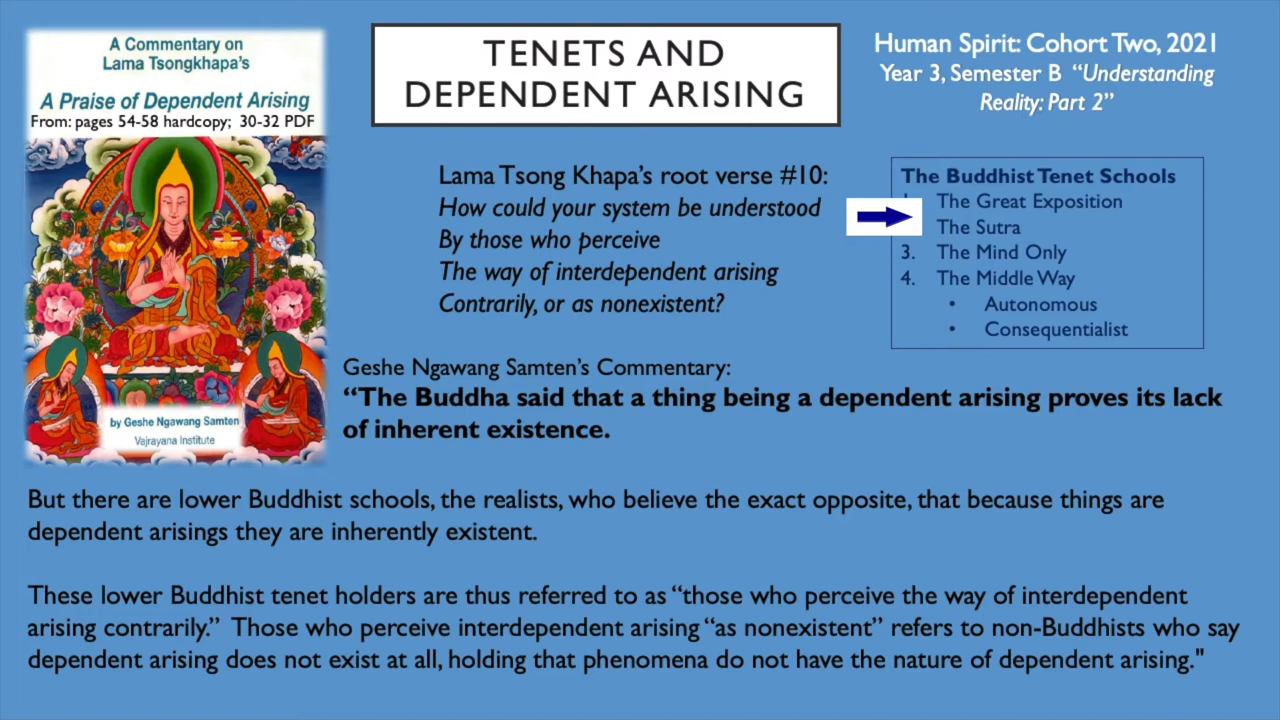 A Commentary on
Lama Tsongkhapa's
A Praise of Dependent Arising
From: pages 54-58 hardcopy; 30-32 PDF
by Geshe Ngawang Samten
Vajrayana Institute
TENETS AND
DEPENDENT ARISING
Human Spirit: Cohort Two, 2021
Year 3, Semester B “Understanding
Reality: Part 2”
Lama Tsong Khapa’s root verse #10:
How could your system be understood
By those who perceive
The way of interdependent arising
Contrarily, or as nonexistent?
The Buddhist Tenet Schools
The Great Exposition
The Sutra
3. The Mind Only
4. The Middle Way
• Autonomous
• Consequentialist
Geshe Ngawang Samten’s Commentary:
“The Buddha said that a thing being a dependent arising proves its lack
of inherent existence.
But there are lower Buddhist schools, the realists, who believe the exact opposite, that because things are
dependent arisings they are inherently existent.
These lower Buddhist tenet holders are thus referred to as “those who perceive the way of interdependent
arising contrarily.” Those who perceive interdependent arising “as nonexistent” refers to non-Buddhists who say
dependent arising does not exist at all, holding that phenomena do not have the nature of dependent arising."